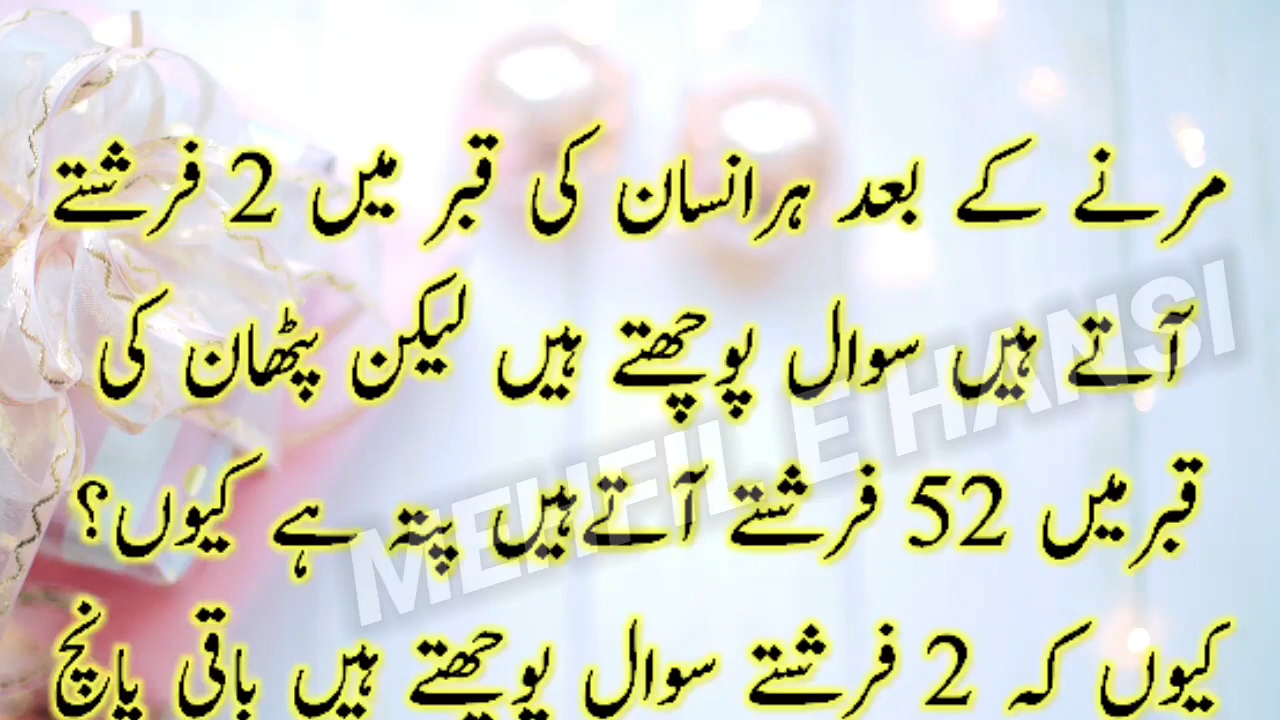 مرنے کے بعد ہر انسان کی قبر میں 2 فرشتے
آتے ہیں سوال پوچھتے ہیں لیکن پٹھان کی
قبر میں 52 فرشتے آتے ہیں پتہ ہے کیوں؟
کیوں کہ 2 فرشتے سوال پوچھتے ہیں باقی پانچ
MEHFIL E HANSI